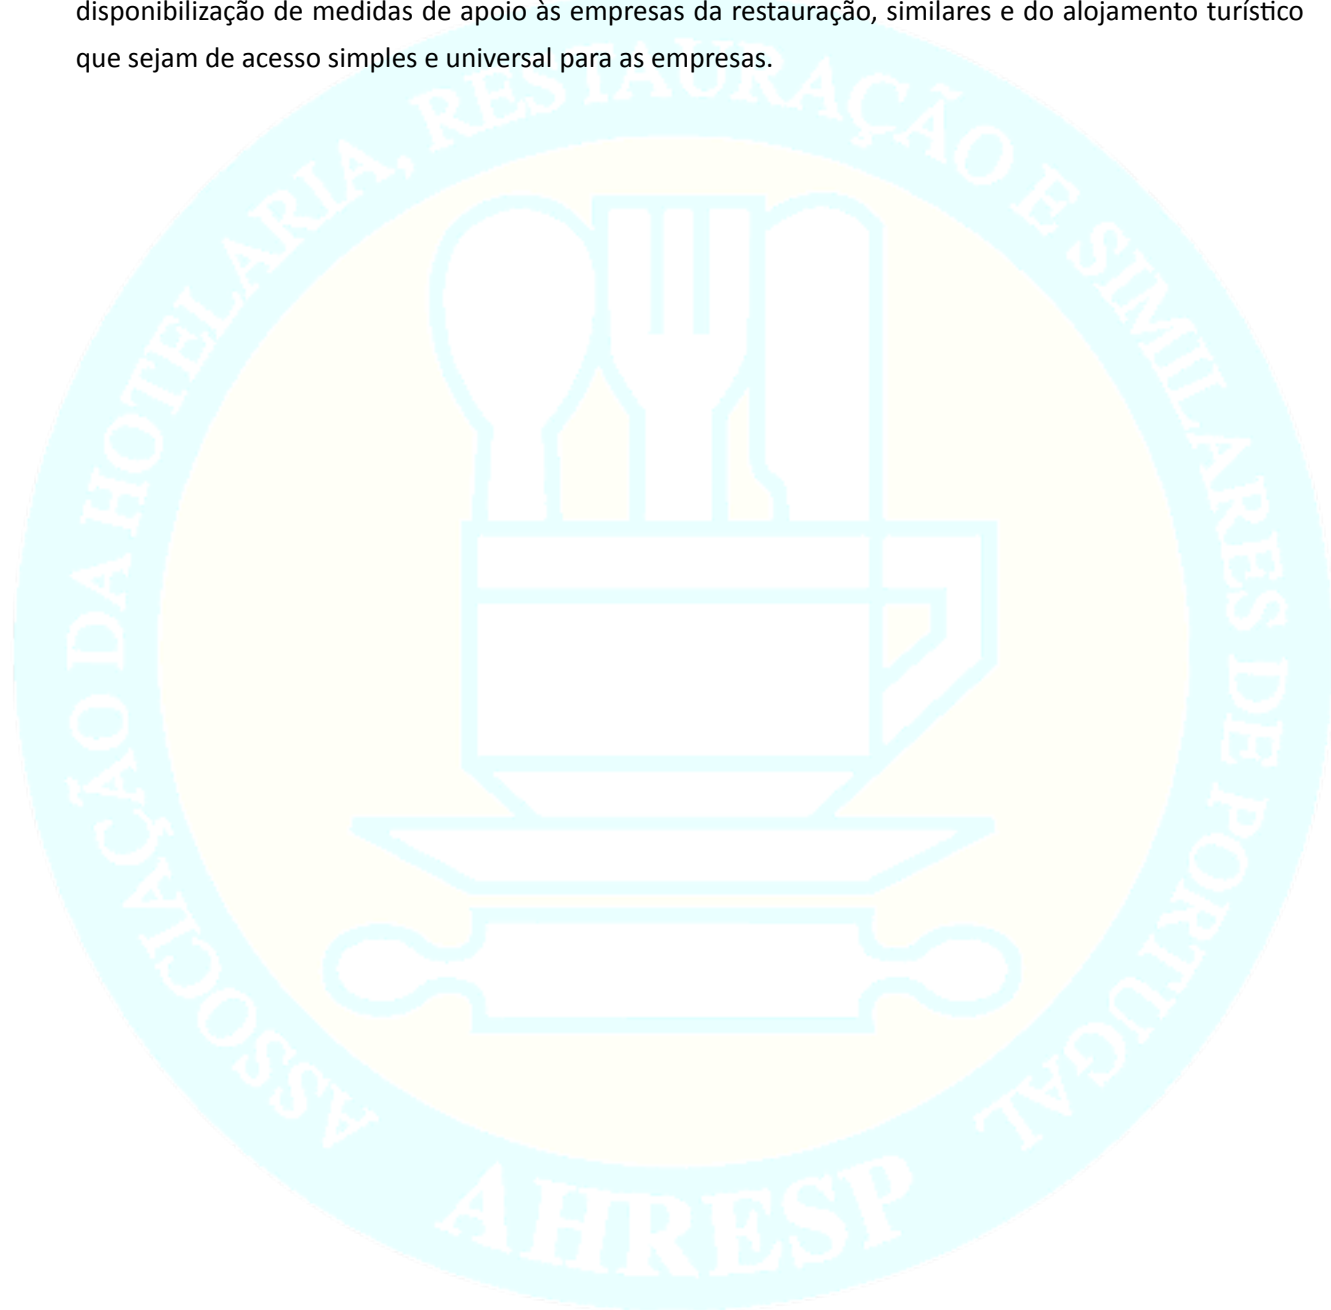 disponibilização de medidas de apoio às empresas da restauração, similares e do alojamento turístico
que sejam de acesso simples e universal para as empresas.
ASSOCIAÇÃO DA HOTELARIA, RESTAURAÇÃO E SIMILARES DE PORTUGAL
AHRESP